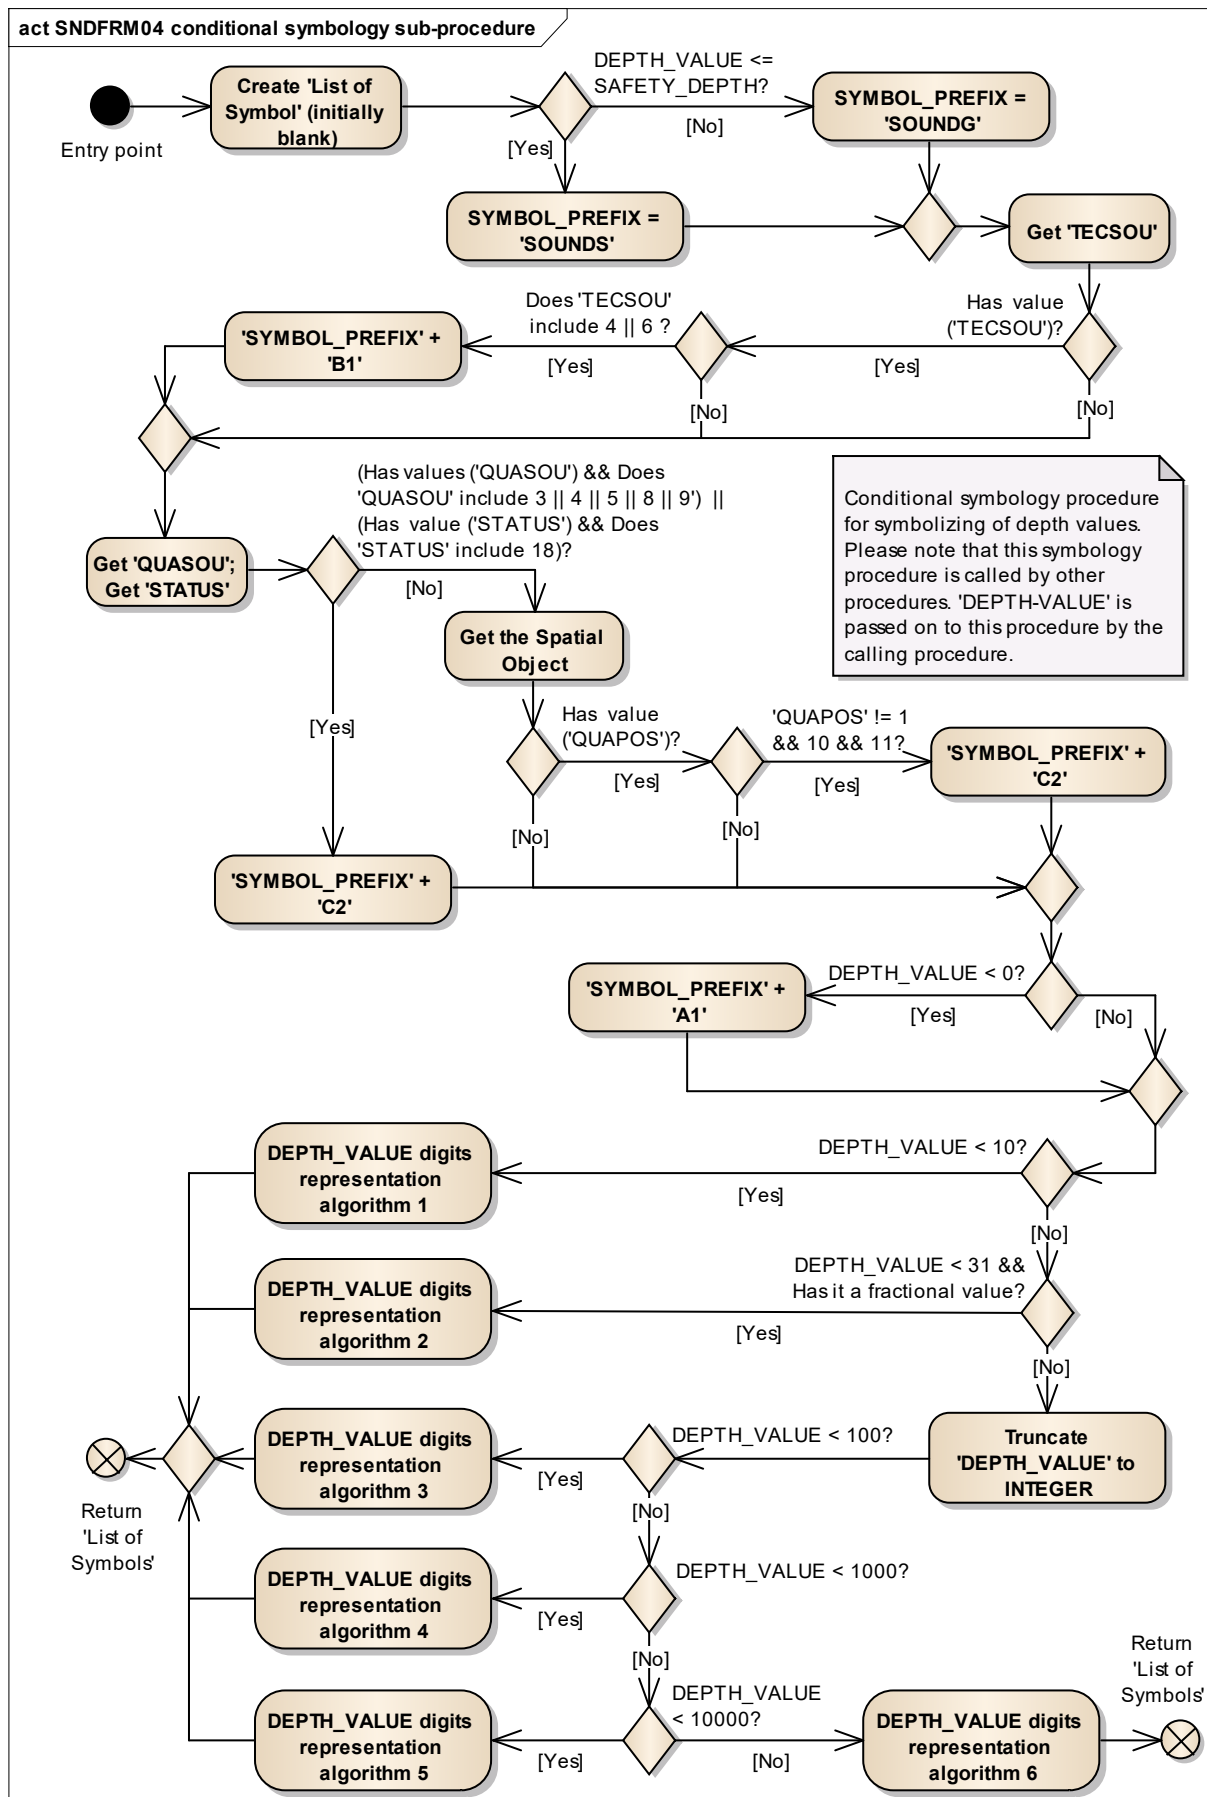 act SNDFRM04 conditional symbology sub-procedure
Entry point
Create 'List of
Symbol' (initially
blank)
DEPTH_VALUE <=
SAFETY_DEPTH?
[No]
[Yes]
SYMBOL_PREFIX =
'SOUNDG'
SYMBOL_PREFIX =
'SOUNDS'
Get 'TECSOU'
Has value
('TECSOU')?
[Yes]
[No]
Does 'TECSOU'
include 4 || 6 ?
[Yes]
[No]
'SYMBOL_PREFIX' +
'B1'
Get 'QUASOU';
Get 'STATUS'
(Has values ('QUASOU') && Does
'QUASOU' include 3 || 4 || 5 || 8 || 9') ||
(Has value ('STATUS') && Does
'STATUS' include 18)?
[No]
[Yes]
Conditional symbology procedure
for symbolizing of depth values.
Please note that this symbology
procedure is called by other
procedures. 'DEPTH-VALUE' is
passed on to this procedure by the
calling procedure.
Get the Spatial
Object
Has value
('QUAPOS')?
[Yes]
[No]
'QUAPOS' != 1
&& 10 && 11?
[Yes]
[No]
'SYMBOL_PREFIX' +
'C2'
'SYMBOL_PREFIX' +
'C2'
DEPTH_VALUE < 0?
[Yes]
[No]
'SYMBOL_PREFIX' +
'A1'
DEPTH_VALUE < 10?
[Yes]
[No]
DEPTH_VALUE digits
representation
algorithm 1
DEPTH_VALUE < 31 &&
Has it a fractional value?
[Yes]
[No]
DEPTH_VALUE digits
representation
algorithm 2
Truncate
'DEPTH_VALUE' to
INTEGER
DEPTH_VALUE < 100?
[Yes]
[No]
DEPTH_VALUE digits
representation
algorithm 3
Return
'List of
Symbols'
DEPTH_VALUE < 1000?
[Yes]
[No]
DEPTH_VALUE digits
representation
algorithm 4
DEPTH_VALUE
< 10000?
[Yes]
[No]
DEPTH_VALUE digits
representation
algorithm 5
DEPTH_VALUE digits
representation
algorithm 6
Return
'List of
Symbols'